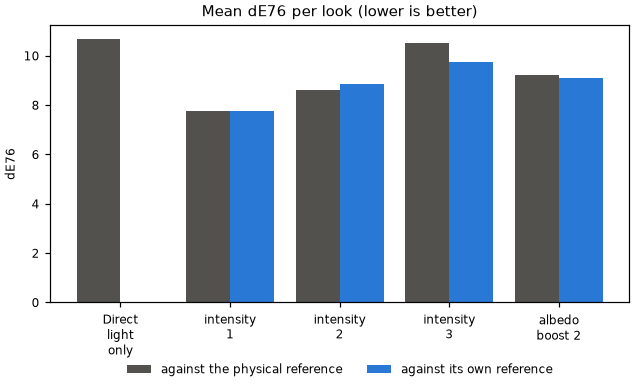 Mean dE76 per look (lower is better)
dE76
10
8
6
4
2
0
Direct
light
only
intensity
1
intensity
2
intensity
3
albedo
boost 2
against the physical reference
against its own reference